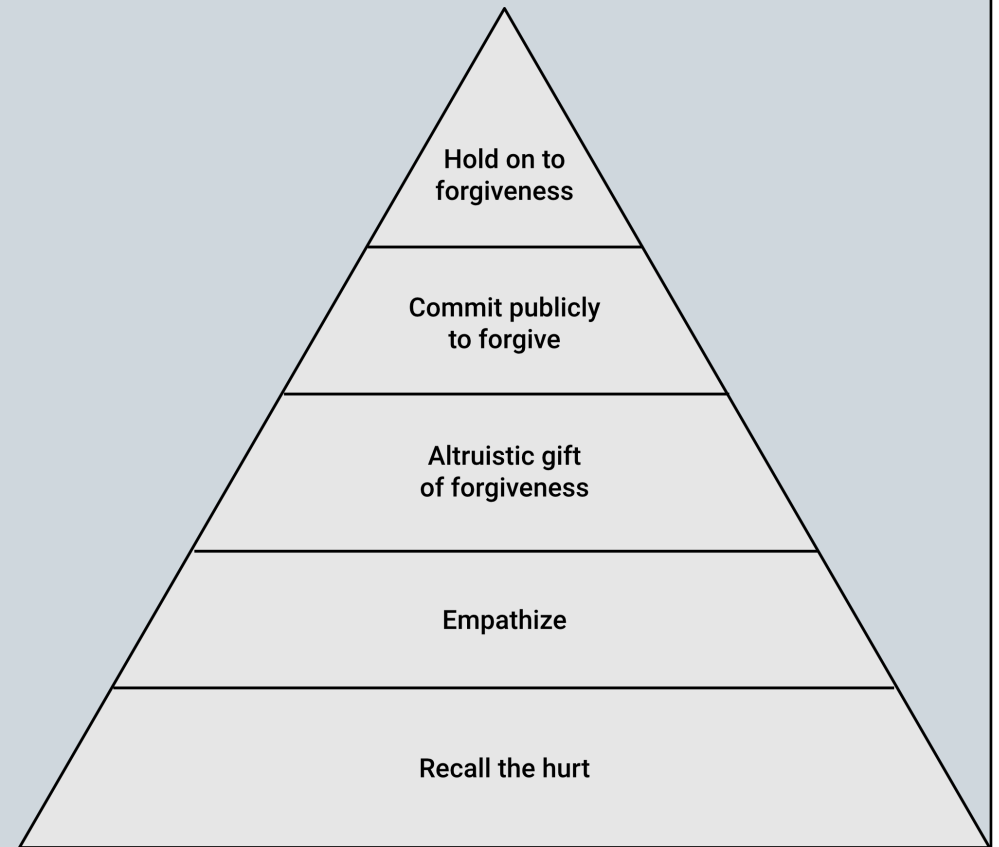 Hold on to
forgiveness
Commit publicly
to forgive
Altruistic gift
of forgiveness
Empathize
Recall the hurt